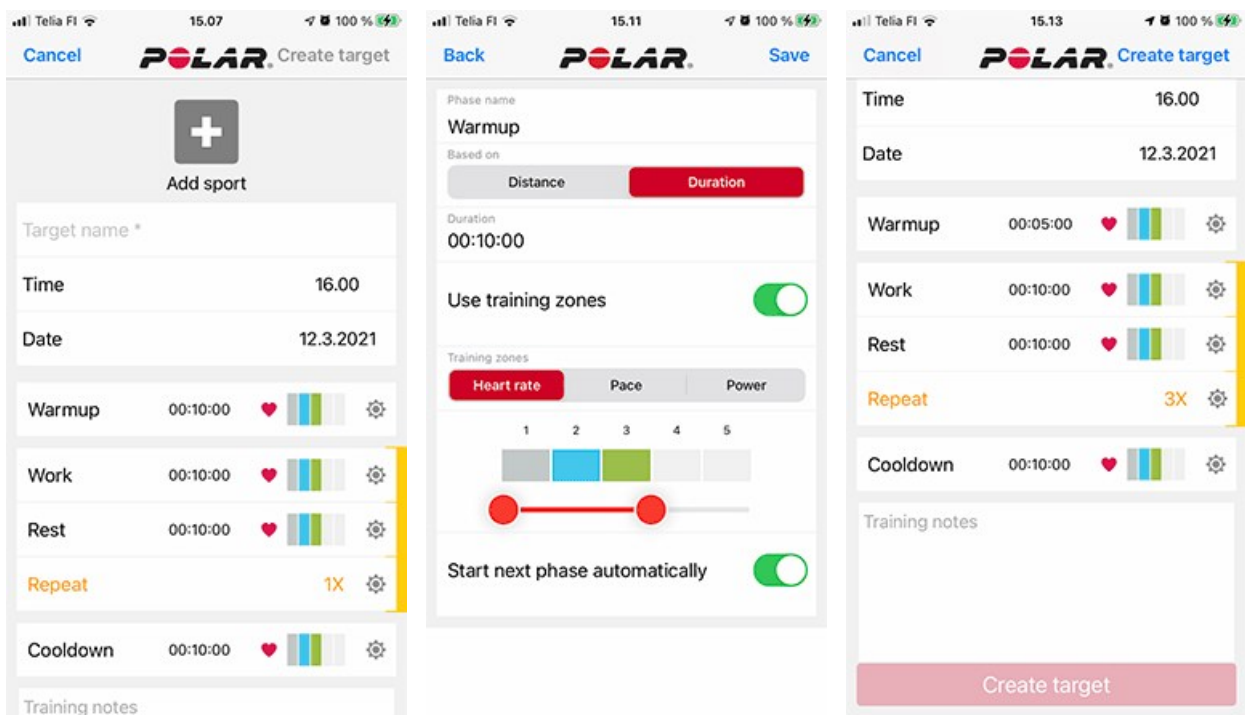 Telia FI 15.07 100 %
Cancel POLAR. Create target
Add sport
Target name *
Time 16.00
Date 12.3.2021
Warmup 00:10:00
Work 00:10:00
Rest 00:10:00
Repeat 1X
Cooldown 00:10:00
Training notes
Telia FI 15.11 100 %
Back POLAR. Save
Phase name
Warmup
Based on
Distance Duration
Duration
00:10:00
Use training zones
Training zones
Heart rate Pace Power
1 2 3 4 5
Start next phase automatically
Telia FI 15.13 100 %
Cancel POLAR. Create target
Time 16.00
Date 12.3.2021
Warmup 00:05:00
Work 00:10:00
Rest 00:10:00
Repeat 3X
Cooldown 00:10:00
Training notes
Create target